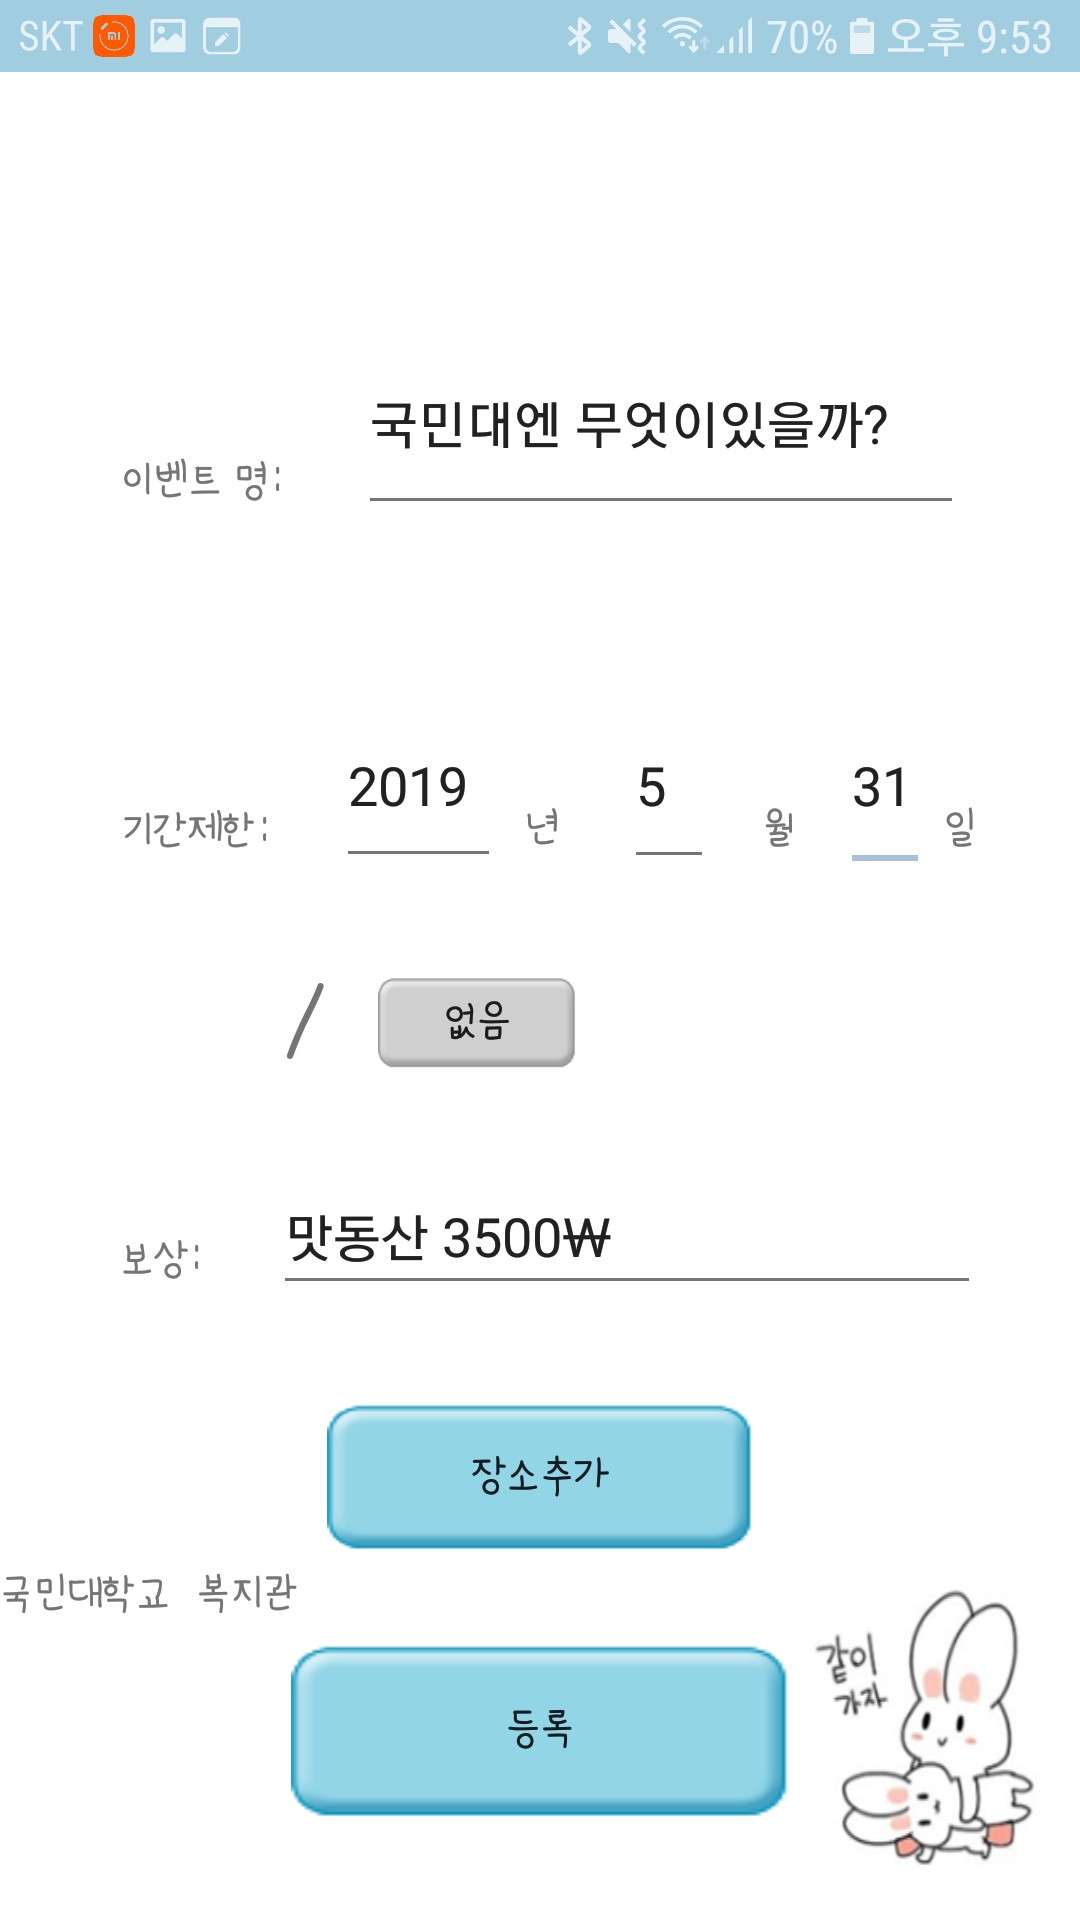 SKT 70% 오후 9:53
국민대엔 무엇이있을까?
이벤트 명:
기간제한: 2019 년 5 월 31 일
/ 없음
보상: 맛동산 3500₩
장소추가
국민대학교 복지관
같이
가자
등록